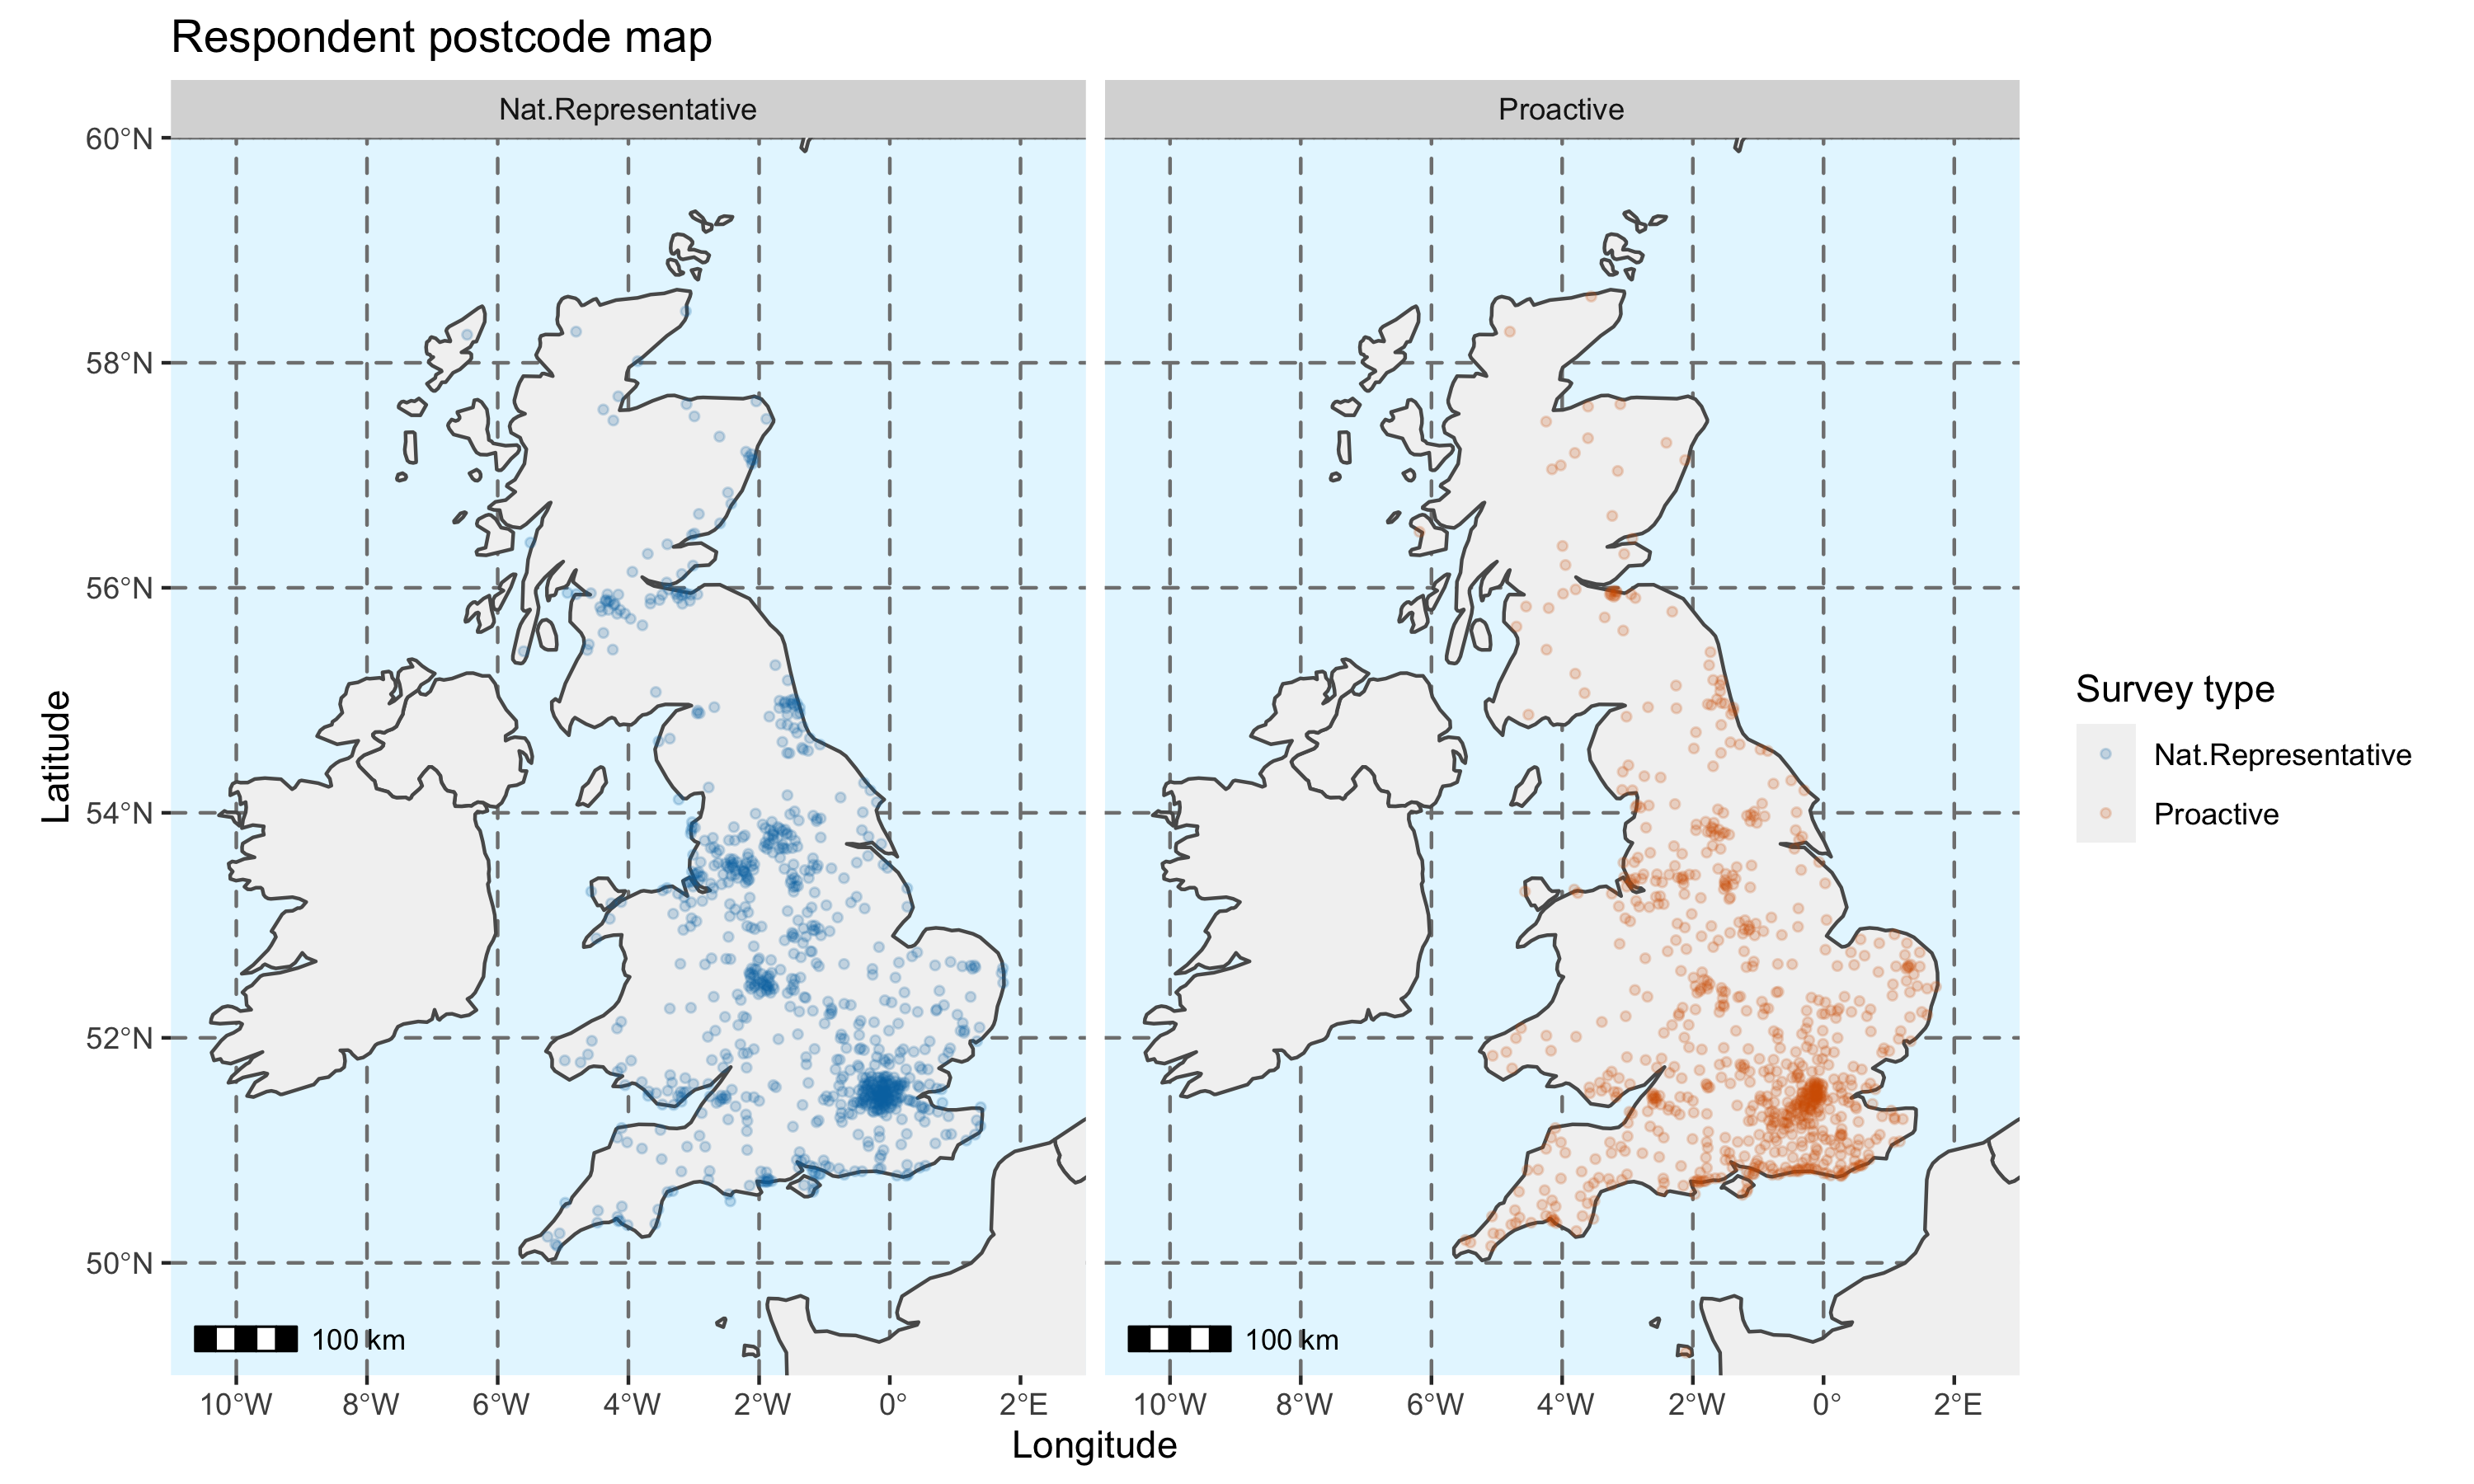 Respondent postcode map
Nat.Representative
Proactive
60°N
58°N
56°N
54°N
52°N
50°N
Latitude
100 km
100 km
10°W 8°W 6°W 4°W 2°W 0° 2°E
10°W 8°W 6°W 4°W 2°W 0° 2°E
Longitude
Survey type
Nat.Representative
Proactive